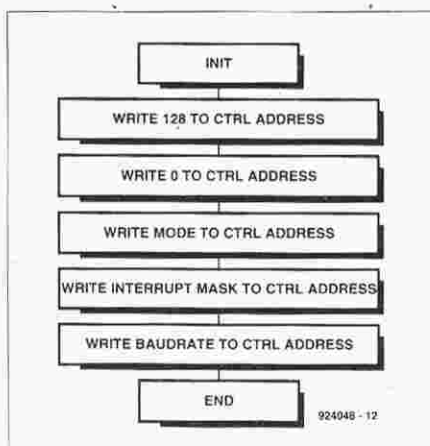 INIT
WRITE 128 TO CTRL ADDRESS
WRITE 0 TO CTRL ADDRESS
WRITE MODE TO CTRL ADDRESS
WRITE INTERRUPT MASK TO CTRL ADDRESS
WRITE BAUDRATE TO CTRL ADDRESS
END
924048 - 12